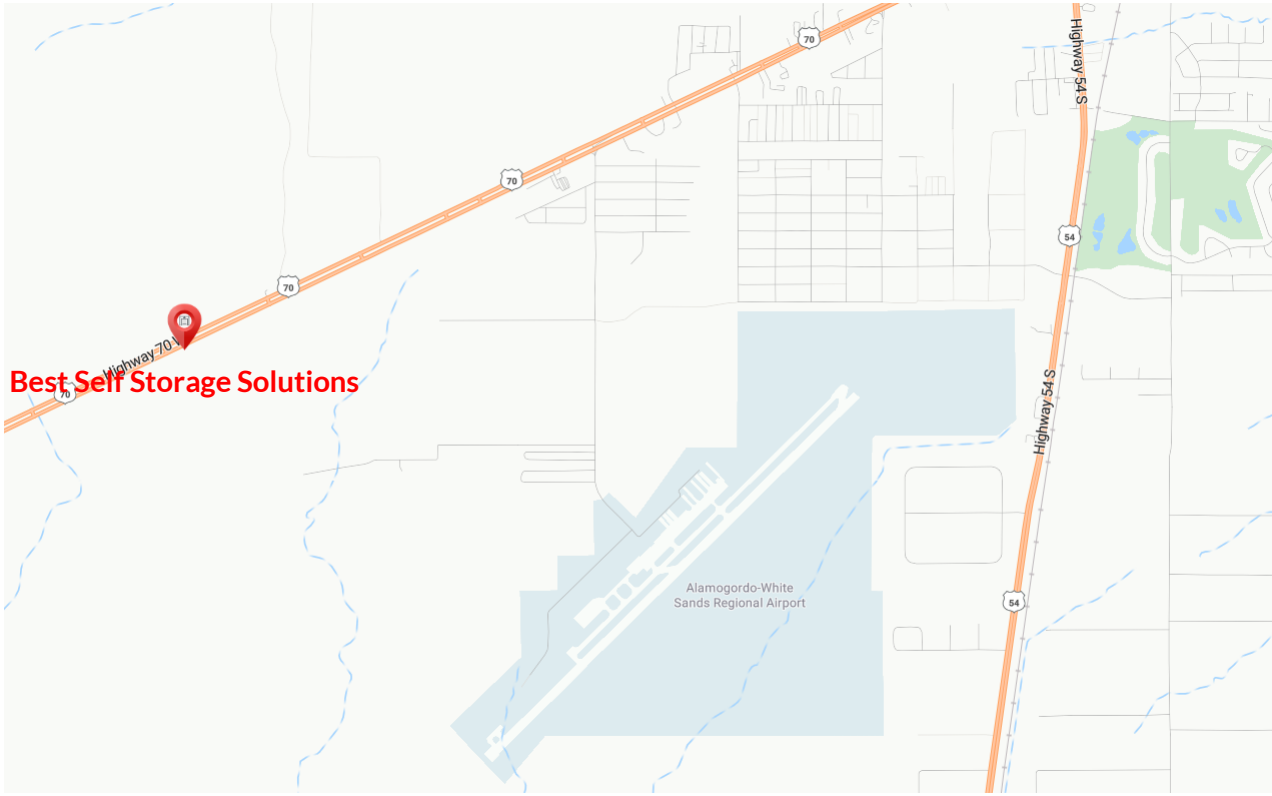 70
Highway 54 S
70
54
70
Highway 70 W
Best Self Storage Solutions
70
Highway 54 S
Alamogordo-White
Sands Regional Airport
54